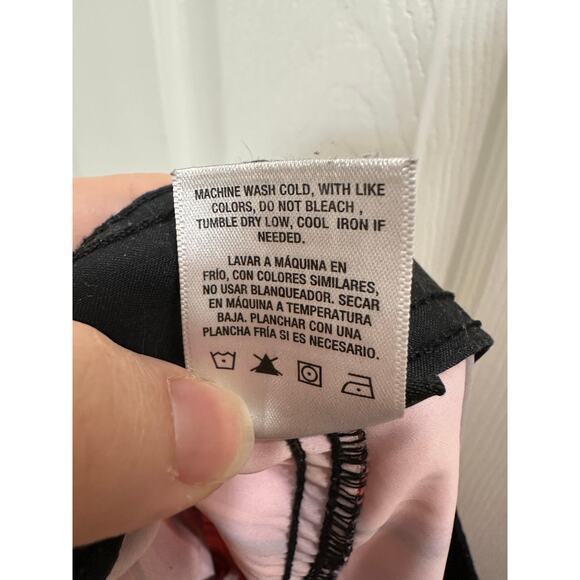 MACHINE WASH COLD, WITH LIKE
COLORS, DO NOT BLEACH ,
TUMBLE DRY LOW, COOL IRON IF
NEEDED.
LAVAR A MÁQUINA EN
FRÍO, CON COLORES SIMILARES,
NO USAR BLANQUEADOR. SECAR
EN MÁQUINA A TEMPERATURA
BAJA. PLANCHAR CON UNA
PLANCHA FRÍA SI ES NECESARIO.